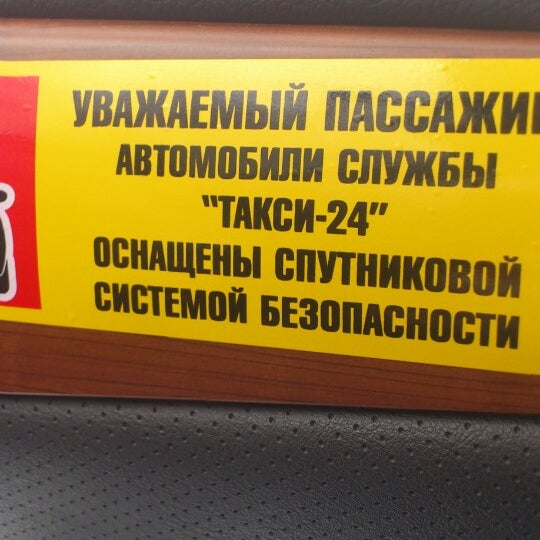 УВАЖАЕМЫЙ ПАССАЖИ
АВТОМОБИЛИ СЛУЖБЫ
"ТАКСИ-24"
ОСНАЩЕНЫ СПУТНИКОВОЙ
СИСТЕМОЙ БЕЗОПАСНОСТИ